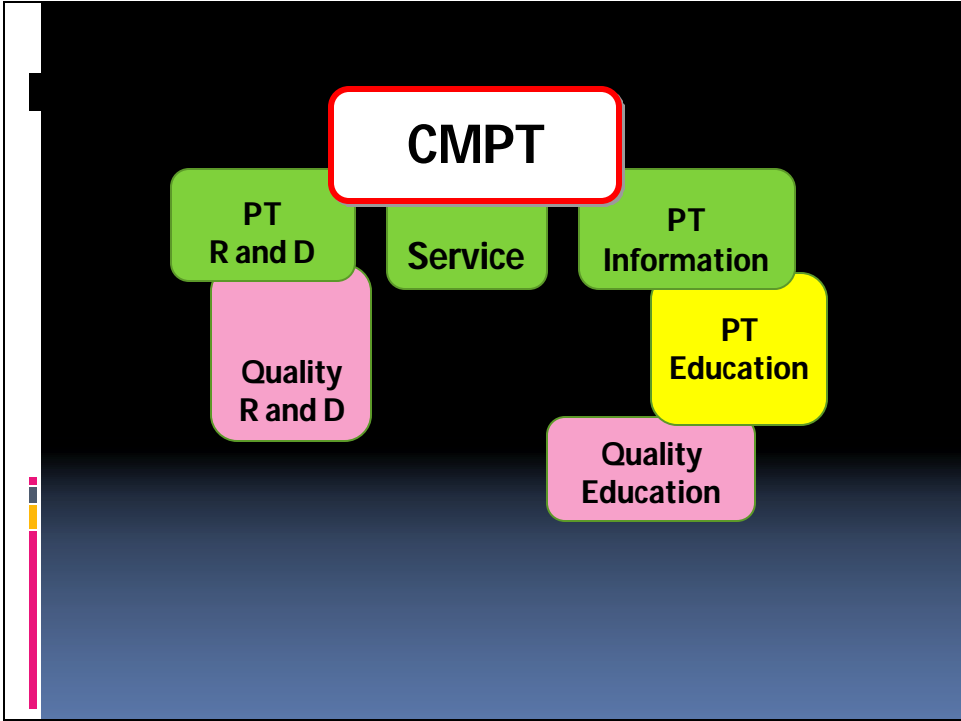 CMPT
PT
R and D
Service
PT
Information
Quality
R and D
PT
Education
Quality
Education